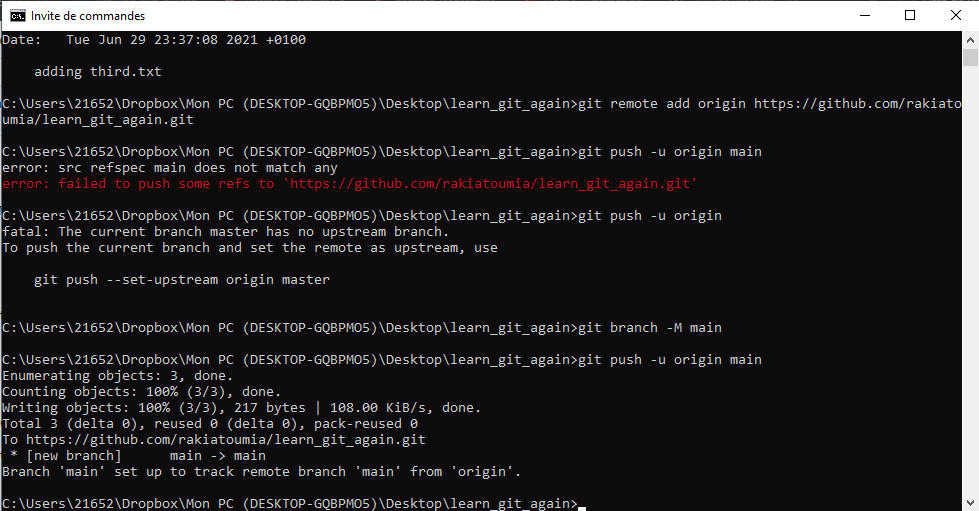 Invite de commandes
Date:   Tue Jun 29 23:37:08 2021 +0100
    adding third.txt
C:\Users\21652\Dropbox\Mon PC (DESKTOP-GQBPMO5)\Desktop\learn_git_again>git remote add origin https://github.com/rakiato
umia/learn_git_again.git
C:\Users\21652\Dropbox\Mon PC (DESKTOP-GQBPMO5)\Desktop\learn_git_again>git push -u origin main
error: src refspec main does not match any
error: failed to push some refs to 'https://github.com/rakiatoumia/learn_git_again.git'
C:\Users\21652\Dropbox\Mon PC (DESKTOP-GQBPMO5)\Desktop\learn_git_again>git push -u origin
fatal: The current branch master has no upstream branch.
To push the current branch and set the remote as upstream, use
    git push --set-upstream origin master
C:\Users\21652\Dropbox\Mon PC (DESKTOP-GQBPMO5)\Desktop\learn_git_again>git branch -M main
C:\Users\21652\Dropbox\Mon PC (DESKTOP-GQBPMO5)\Desktop\learn_git_again>git push -u origin main
Enumerating objects: 3, done.
Counting objects: 100% (3/3), done.
Writing objects: 100% (3/3), 217 bytes | 108.00 KiB/s, done.
Total 3 (delta 0), reused 0 (delta 0), pack-reused 0
To https://github.com/rakiatoumia/learn_git_again.git
 * [new branch]      main -> main
Branch 'main' set up to track remote branch 'main' from 'origin'.
C:\Users\21652\Dropbox\Mon PC (DESKTOP-GQBPMO5)\Desktop\learn_git_again>